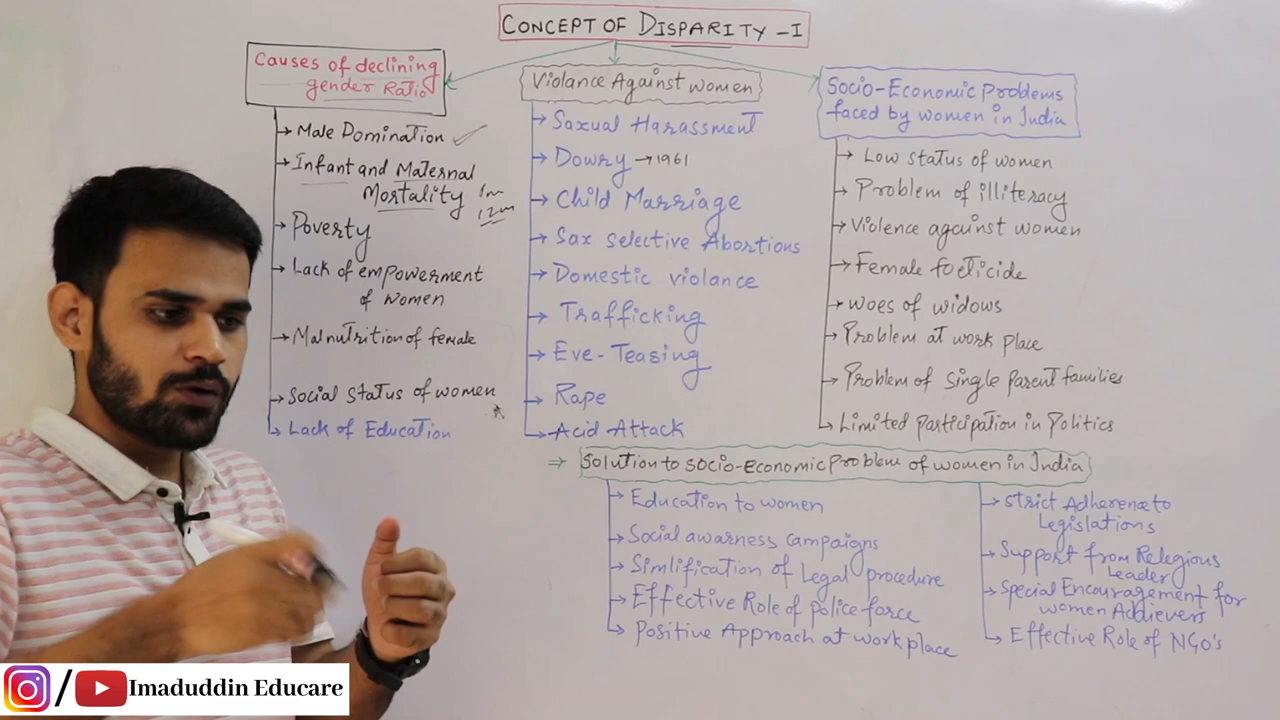 CONCEPT OF DISPARITY -I
Causes of declining
gender Ratio
Male Domination
Infant and Maternal
Mortality 1m
12m
Poverty
Lack of empowerment
of women
Malnutrition of female
Social Status of women
Lack of Education
Violance Against women
Saxual Harassment
Dowry → 1961
Child Marriage
Sax selective Abortions
Domestic violance
Trafficking
Eve-Teasing
Rape
Acid Attack
Socio-Economic Problems
faced by women in India
Low status of women
Problem of illiteracy
Violence against women
Female foeticide
woes of widows
Problem at work place
Problem of single parent families
Limited participation in Politics
⇒ Solution to socio-Economic Problem of women in India
Education to women
Social awarness campaigns
Simlification of Legal procedure
Effective Role of police force
Positive Approach at work place
Strict Adherence to
Legislations
Support from Relegious
Leader
Special Encouragement for
women Achievers
Effective Role of NGO's
/ Imaduddin Educare